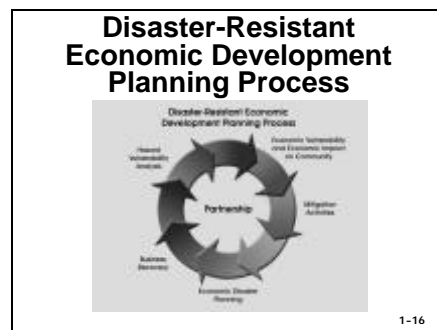 Disaster-Resistant
Economic Development
Planning Process
Disaster-Resistant Economic
Development Planning Process
Hazard
Vulnerability
Analysis
Economic Vulnerability
and Economic Impact
on Community
Partnership
Mitigation
Activities
Business
Recovery
Economic Disaster
Planning
1-16